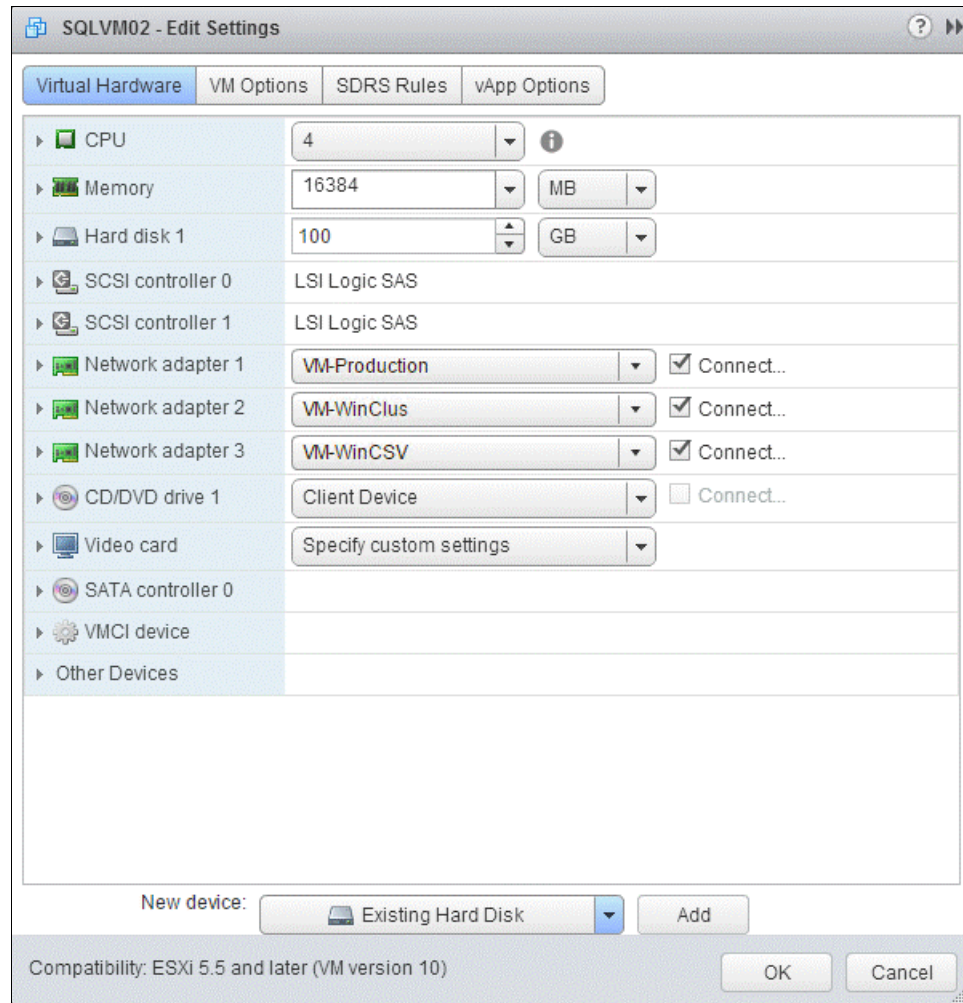 SQLVM02 - Edit Settings
Virtual Hardware VM Options SDRS Rules vApp Options
CPU 4
Memory 16384 MB
Hard disk 1 100 GB
SCSI controller 0 LSI Logic SAS
SCSI controller 1 LSI Logic SAS
Network adapter 1 VM-Production Connect...
Network adapter 2 VM-WinClus Connect...
Network adapter 3 VM-WinCSV Connect...
CD/DVD drive 1 Client Device Connect...
Video card Specify custom settings
SATA controller 0
VMCI device
Other Devices
New device: Existing Hard Disk Add
Compatibility: ESXi 5.5 and later (VM version 10) OK Cancel